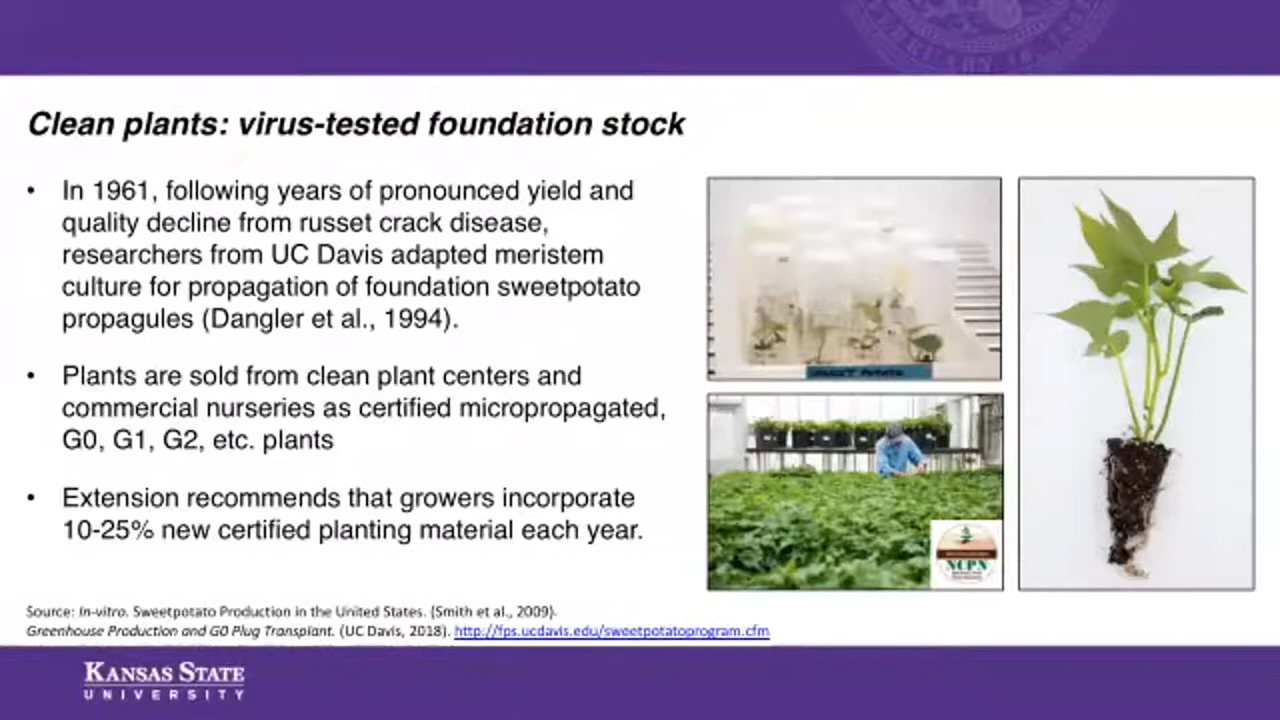 Clean plants: virus-tested foundation stock
• In 1961, following years of pronounced yield and
quality decline from russet crack disease,
researchers from UC Davis adapted meristem
culture for propagation of foundation sweetpotato
propagules (Dangler et al., 1994).
• Plants are sold from clean plant centers and
commercial nurseries as certified micropropagated,
G0, G1, G2, etc. plants
• Extension recommends that growers incorporate
10-25% new certified planting material each year.
NCPN
Source: In-vitro. Sweetpotato Production in the United States. (Smith et al., 2009).
Greenhouse Production and G0 Plug Transplant. (UC Davis, 2018). http://fps.ucdavis.edu/sweetpotatoprogram.cfm
KANSAS STATE
UNIVERSITY